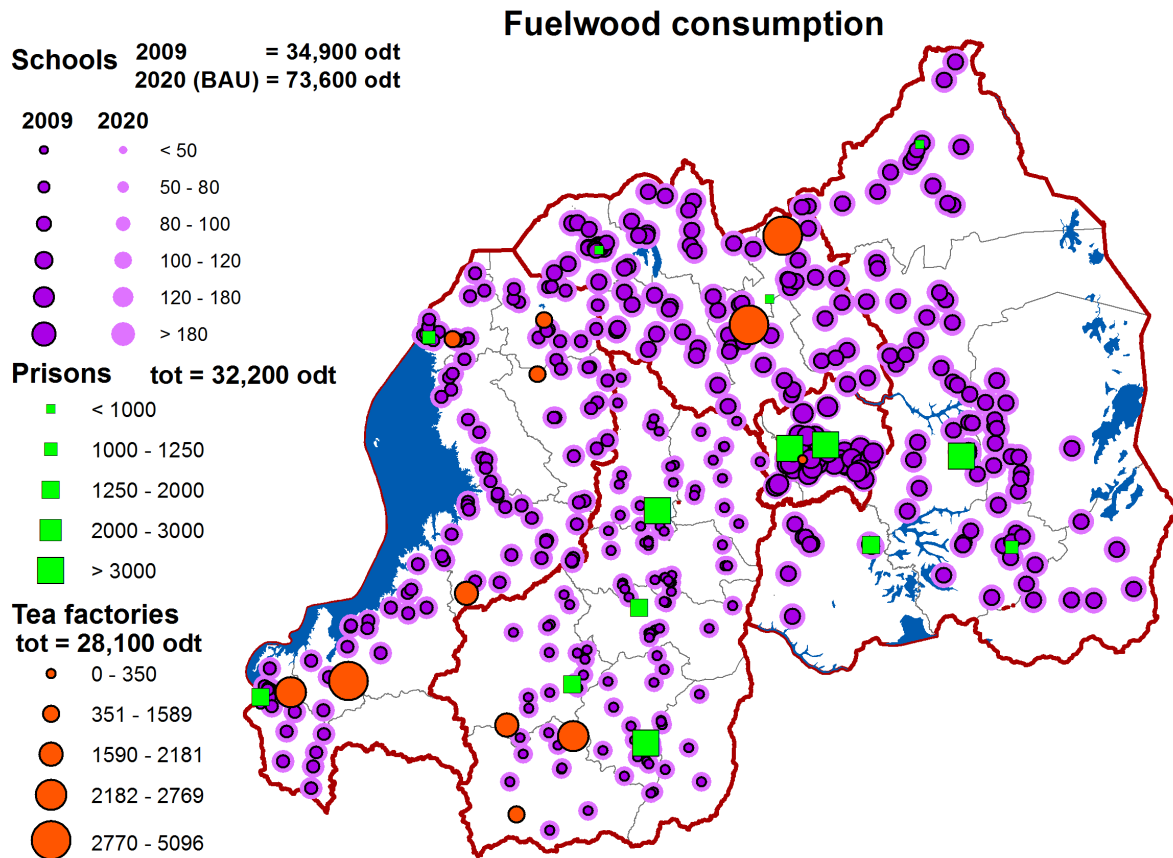 Fuelwood consumption
Schools 2009 = 34,900 odt
2020 (BAU) = 73,600 odt
2009 2020
< 50
50 - 80
80 - 100
100 - 120
120 - 180
> 180
Prisons tot = 32,200 odt
< 1000
1000 - 1250
1250 - 2000
2000 - 3000
> 3000
Tea factories
tot = 28,100 odt
0 - 350
351 - 1589
1590 - 2181
2182 - 2769
2770 - 5096